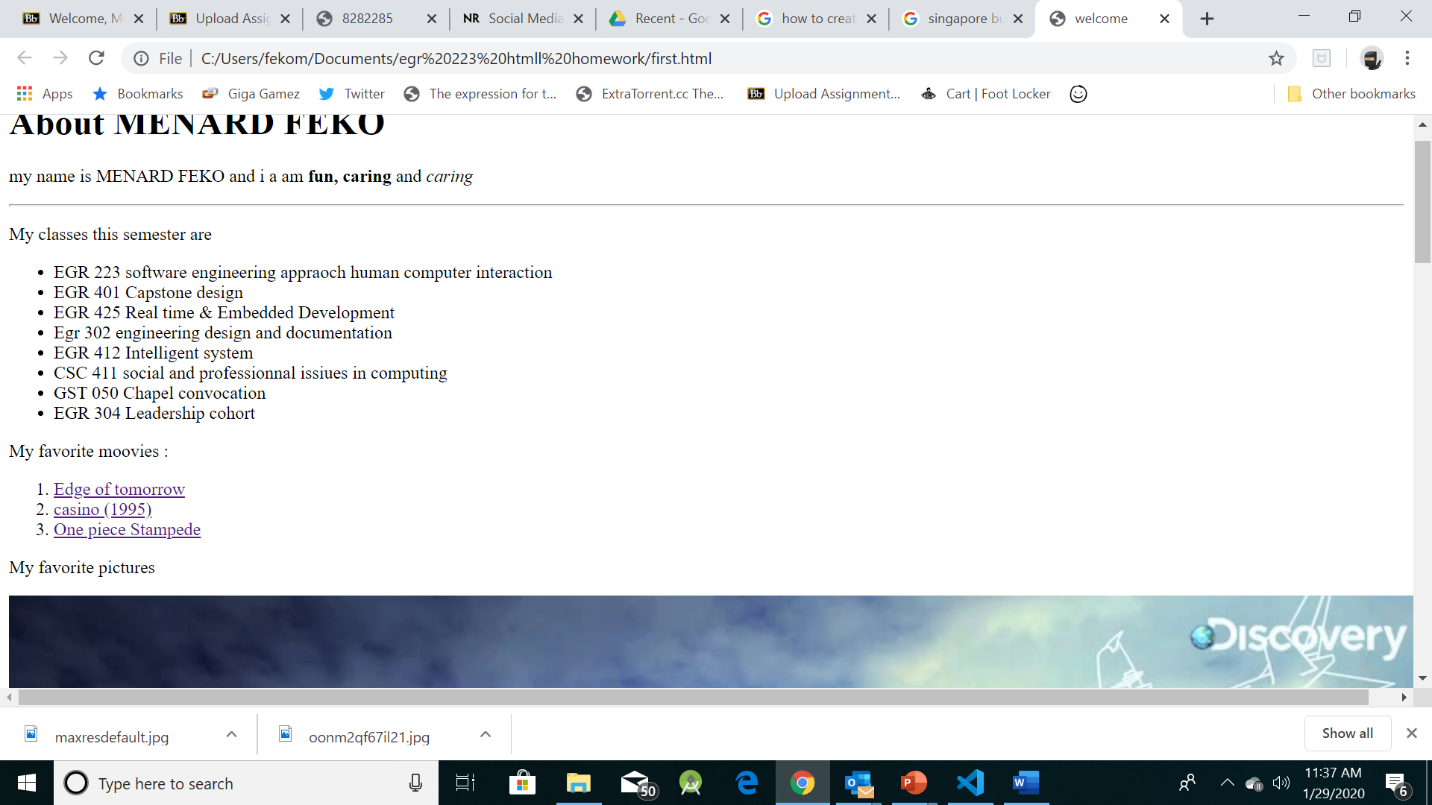 Welcome, M
Upload Assig
8282285
NR Social Media
Recent - Goo
how to creat
singapore bu
welcome
File | C:/Users/fekom/Documents/egr%20223%20htmll%20homework/first.html
Apps
Bookmarks
Giga Gamez
Twitter
The expression for t...
ExtraTorrent.cc The...
Upload Assignment...
Cart | Foot Locker
Other bookmarks
About MENARD FEKO
my name is MENARD FEKO and i a am fun, caring and caring
My classes this semester are
EGR 223 software engineering appraoch human computer interaction
EGR 401 Capstone design
EGR 425 Real time & Embedded Development
Egr 302 engineering design and documentation
EGR 412 Intelligent system
CSC 411 social and professionnal issiues in computing
GST 050 Chapel convocation
EGR 304 Leadership cohort
My favorite moovies :
1. Edge of tomorrow
2. casino (1995)
3. One piece Stampede
My favorite pictures
Discovery
maxresdefault.jpg
oonm2qf67il21.jpg
Show all
Type here to search
50
11:37 AM
1/29/2020
6